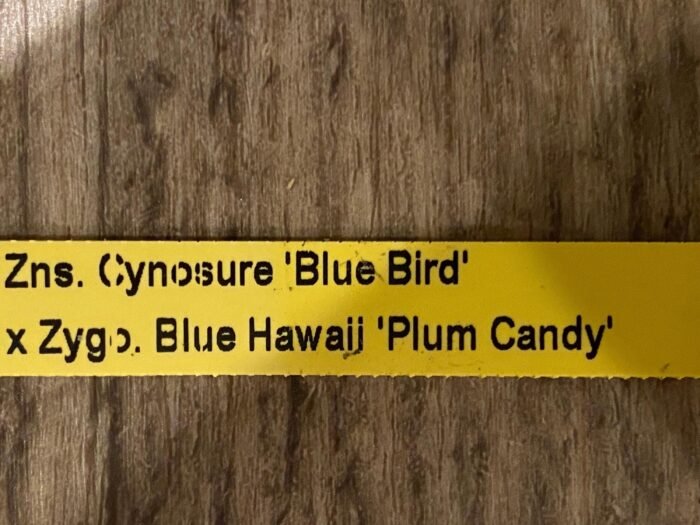 Zns. Cynosure 'Blue Bird'
x Zygo. Blue Hawaii 'Plum Candy'